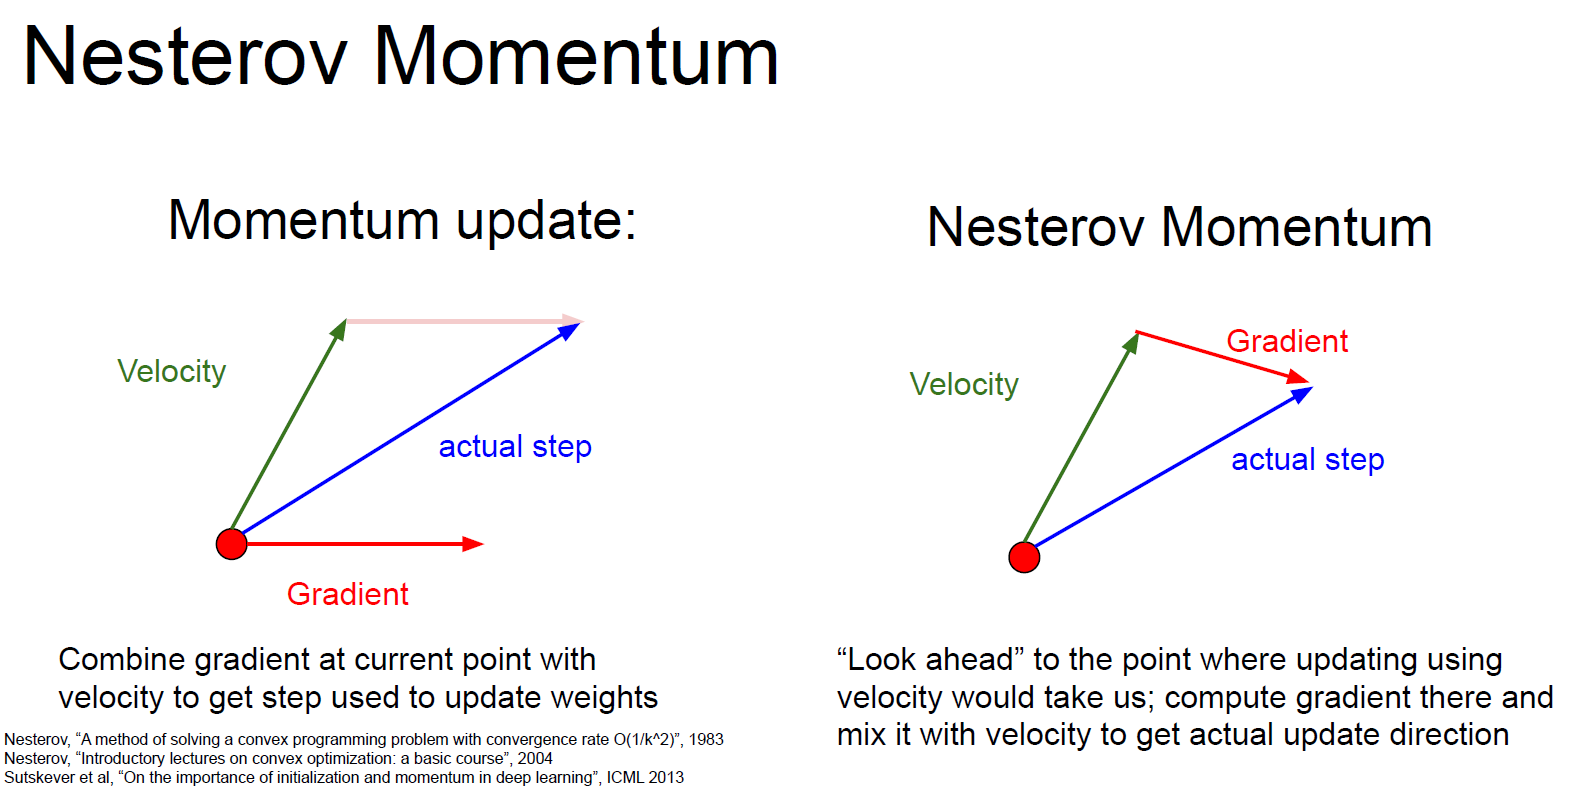 Nesterov Momentum
Momentum update:
Velocity
actual step
Gradient
Combine gradient at current point with
velocity to get step used to update weights
Nesterov Momentum
Gradient
Velocity
actual step
“Look ahead” to the point where updating using
velocity would take us; compute gradient there and
mix it with velocity to get actual update direction
Nesterov, “A method of solving a convex programming problem with convergence rate O(1/k^2)”, 1983
Nesterov, “Introductory lectures on convex optimization: a basic course”, 2004
Sutskever et al, “On the importance of initialization and momentum in deep learning”, ICML 2013